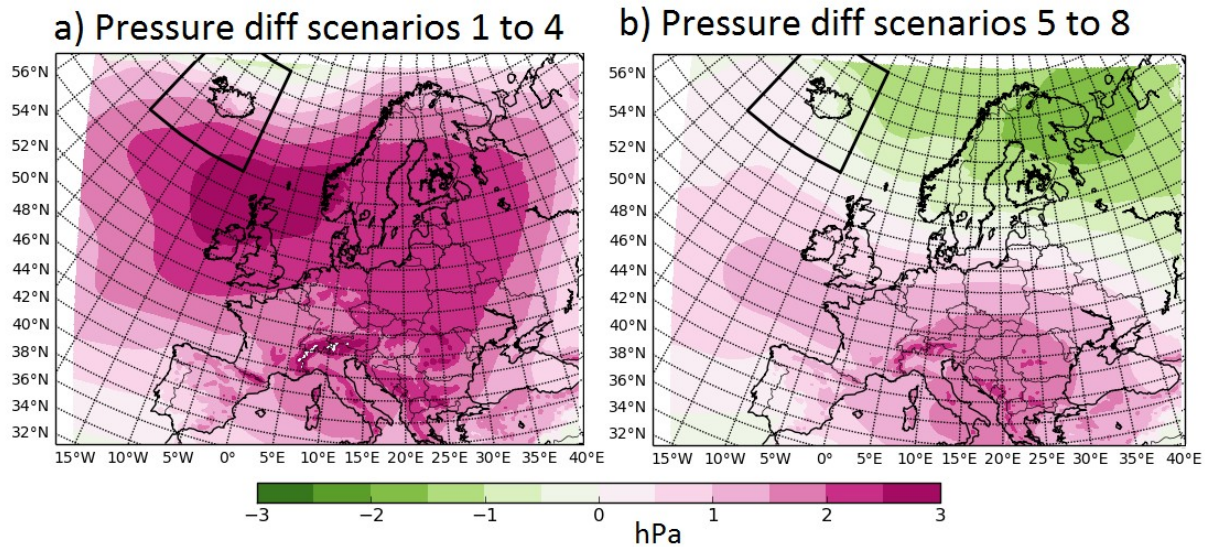 a) Pressure diff scenarios 1 to 4
b) Pressure diff scenarios 5 to 8
56°N
54°N
52°N
50°N
48°N
46°N
44°N
42°N
40°N
38°N
36°N
34°N
32°N
15°W 10°W 5°W 0° 5°E 10°E 15°E 20°E 25°E 30°E 35°E 40°E
56°N
54°N
52°N
50°N
48°N
46°N
44°N
42°N
40°N
38°N
36°N
34°N
32°N
15°W 10°W 5°W 0° 5°E 10°E 15°E 20°E 25°E 30°E 35°E 40°E
−3 −2 −1 0 1 2 3
hPa